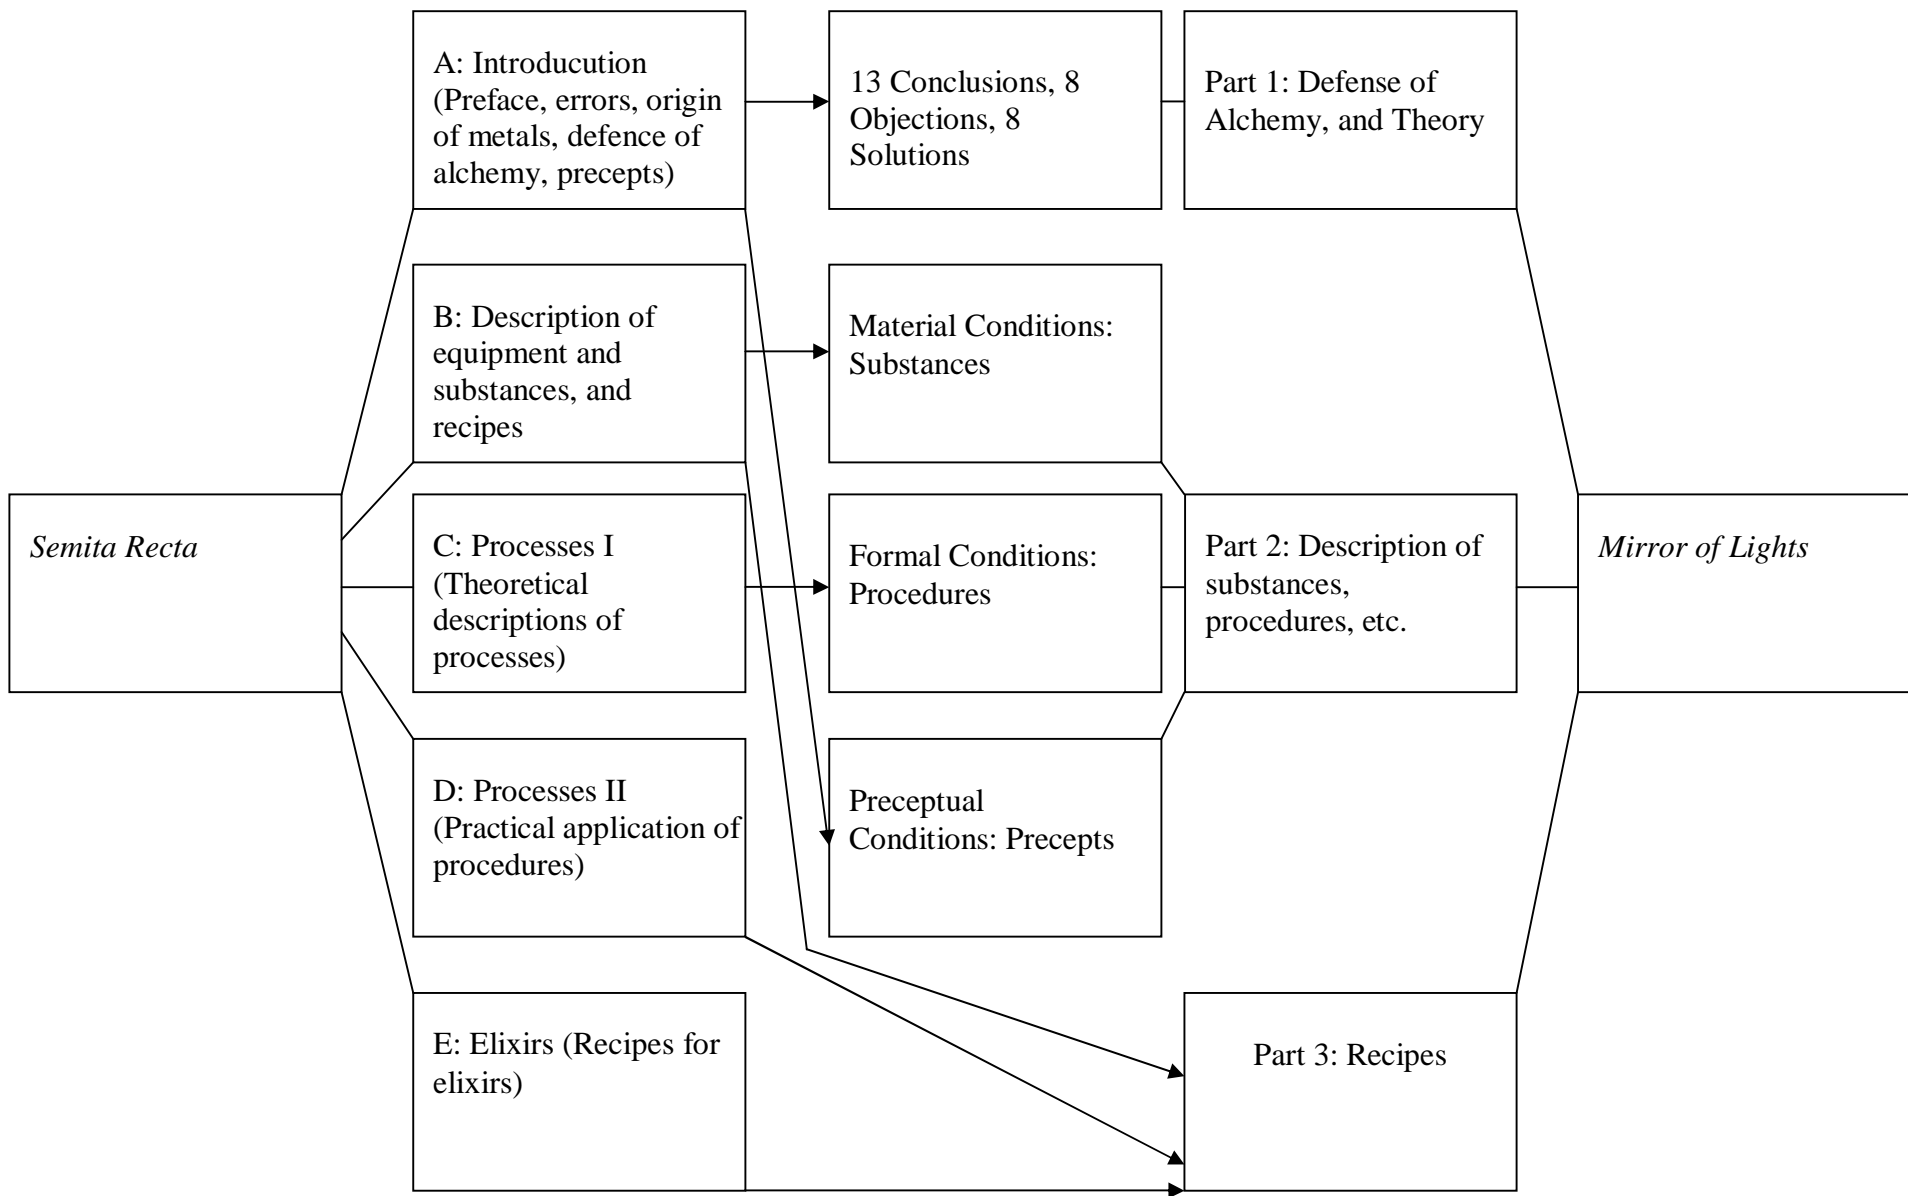 A: Introducution
(Preface, errors, origin
of metals, defence of
alchemy, precepts)
13 Conclusions, 8
Objections, 8
Solutions
Part 1: Defense of
Alchemy, and Theory
B: Description of
equipment and
substances, and
recipes
Material Conditions:
Substances
Semita Recta
C: Processes I
(Theoretical
descriptions of
processes)
Formal Conditions:
Procedures
Part 2: Description of
substances,
procedures, etc.
Mirror of Lights
D: Processes II
(Practical application of
procedures)
Preceptual
Conditions: Precepts
E: Elixirs (Recipes for
elixirs)
Part 3: Recipes